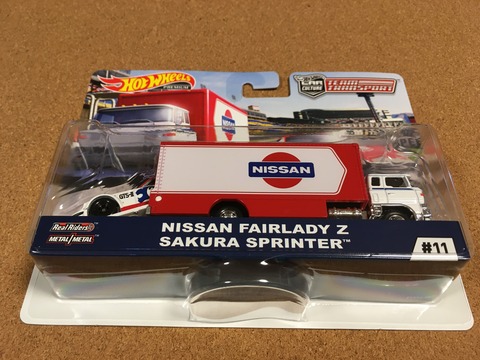 Hot Wheels
PREMIUM
CAR
CULTURE
TEAM
TRANSPORT
NISSAN
GTS-R
Real Riders
METAL/METAL
NISSAN FAIRLADY Z
SAKURA SPRINTER™
#11